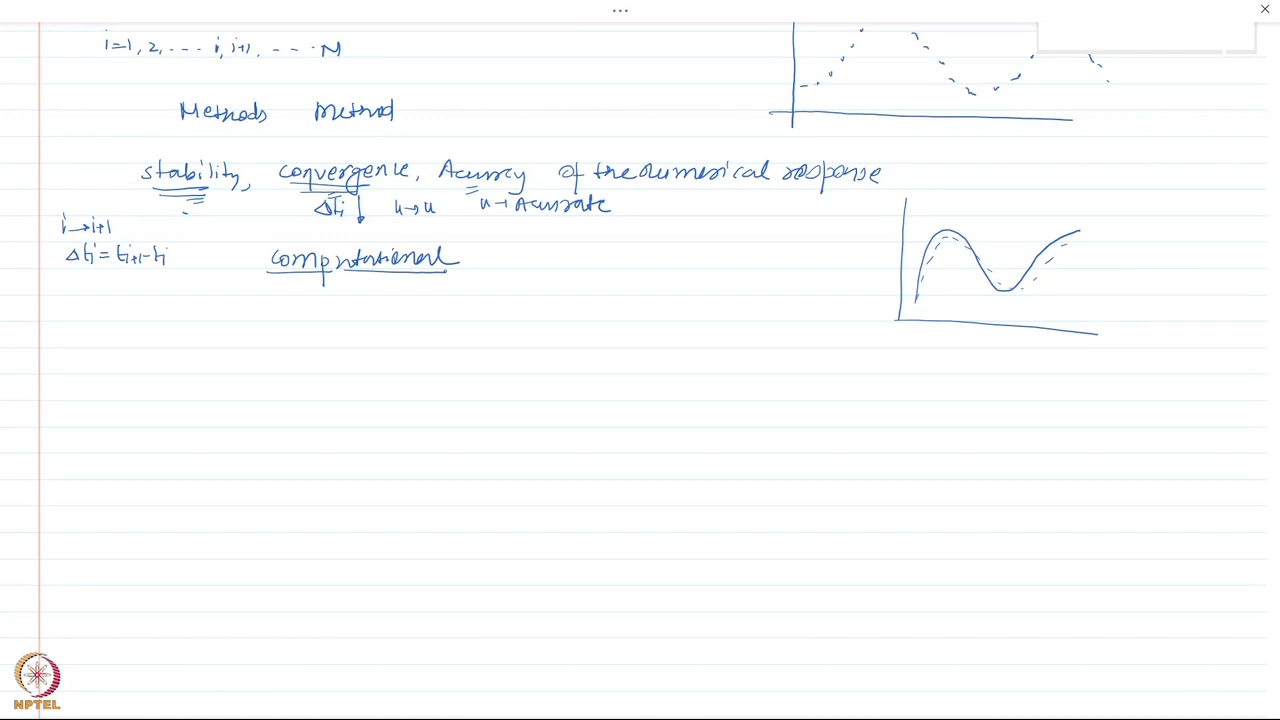 i=1, 2, ---- i, i+1, ---- N
Methods Method
stability, convergence, Accuracy of the Numerical response
ΔTi ↓ u→u u→Accurate
i→i+1
Δti = ti+1-ti
computational
NPTEL